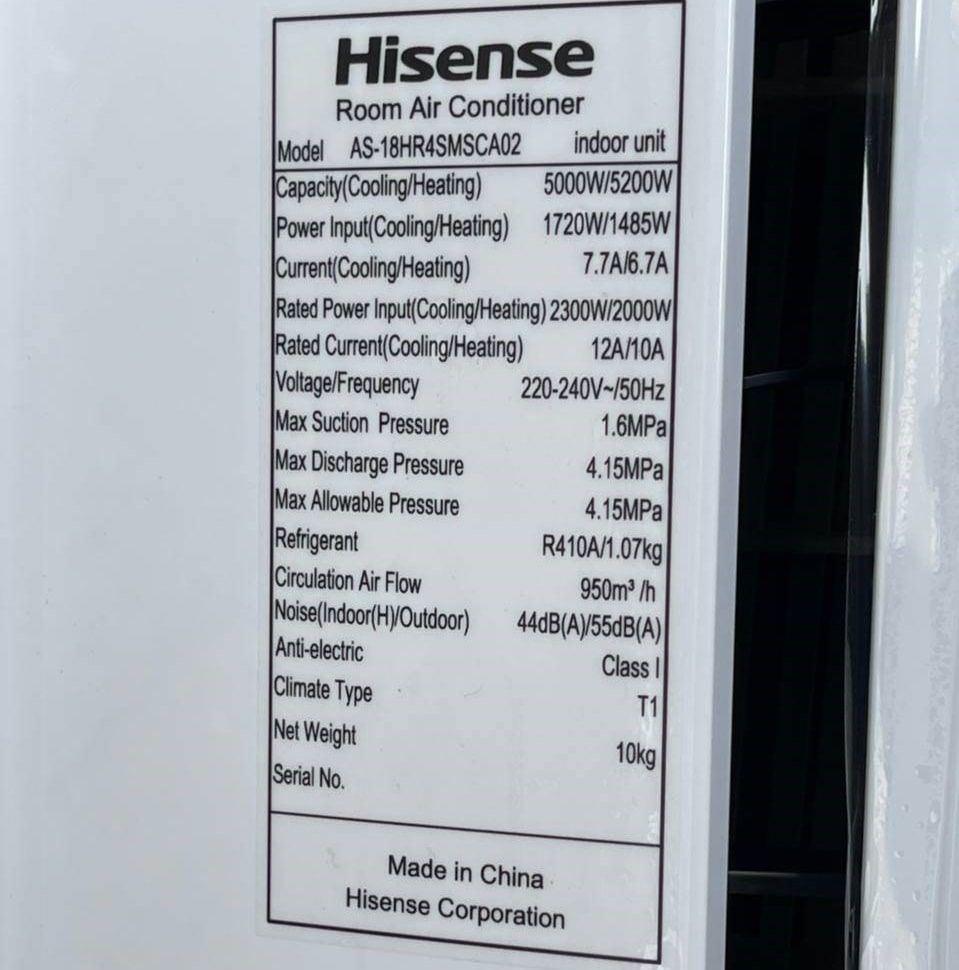 Hisense
Room Air Conditioner
Model AS-18HR4SMSCA02 indoor unit
Capacity(Cooling/Heating) 5000W/5200W
Power Input(Cooling/Heating) 1720W/1485W
Current(Cooling/Heating) 7.7A/6.7A
Rated Power Input(Cooling/Heating) 2300W/2000W
Rated Current(Cooling/Heating) 12A/10A
Voltage/Frequency 220-240V~/50Hz
Max Suction Pressure 1.6MPa
Max Discharge Pressure 4.15MPa
Max Allowable Pressure 4.15MPa
Refrigerant R410A/1.07kg
Circulation Air Flow 950m³ /h
Noise(Indoor(H)/Outdoor) 44dB(A)/55dB(A)
Anti-electric Class I
Climate Type T1
Net Weight 10kg
Serial No.
Made in China
Hisense Corporation